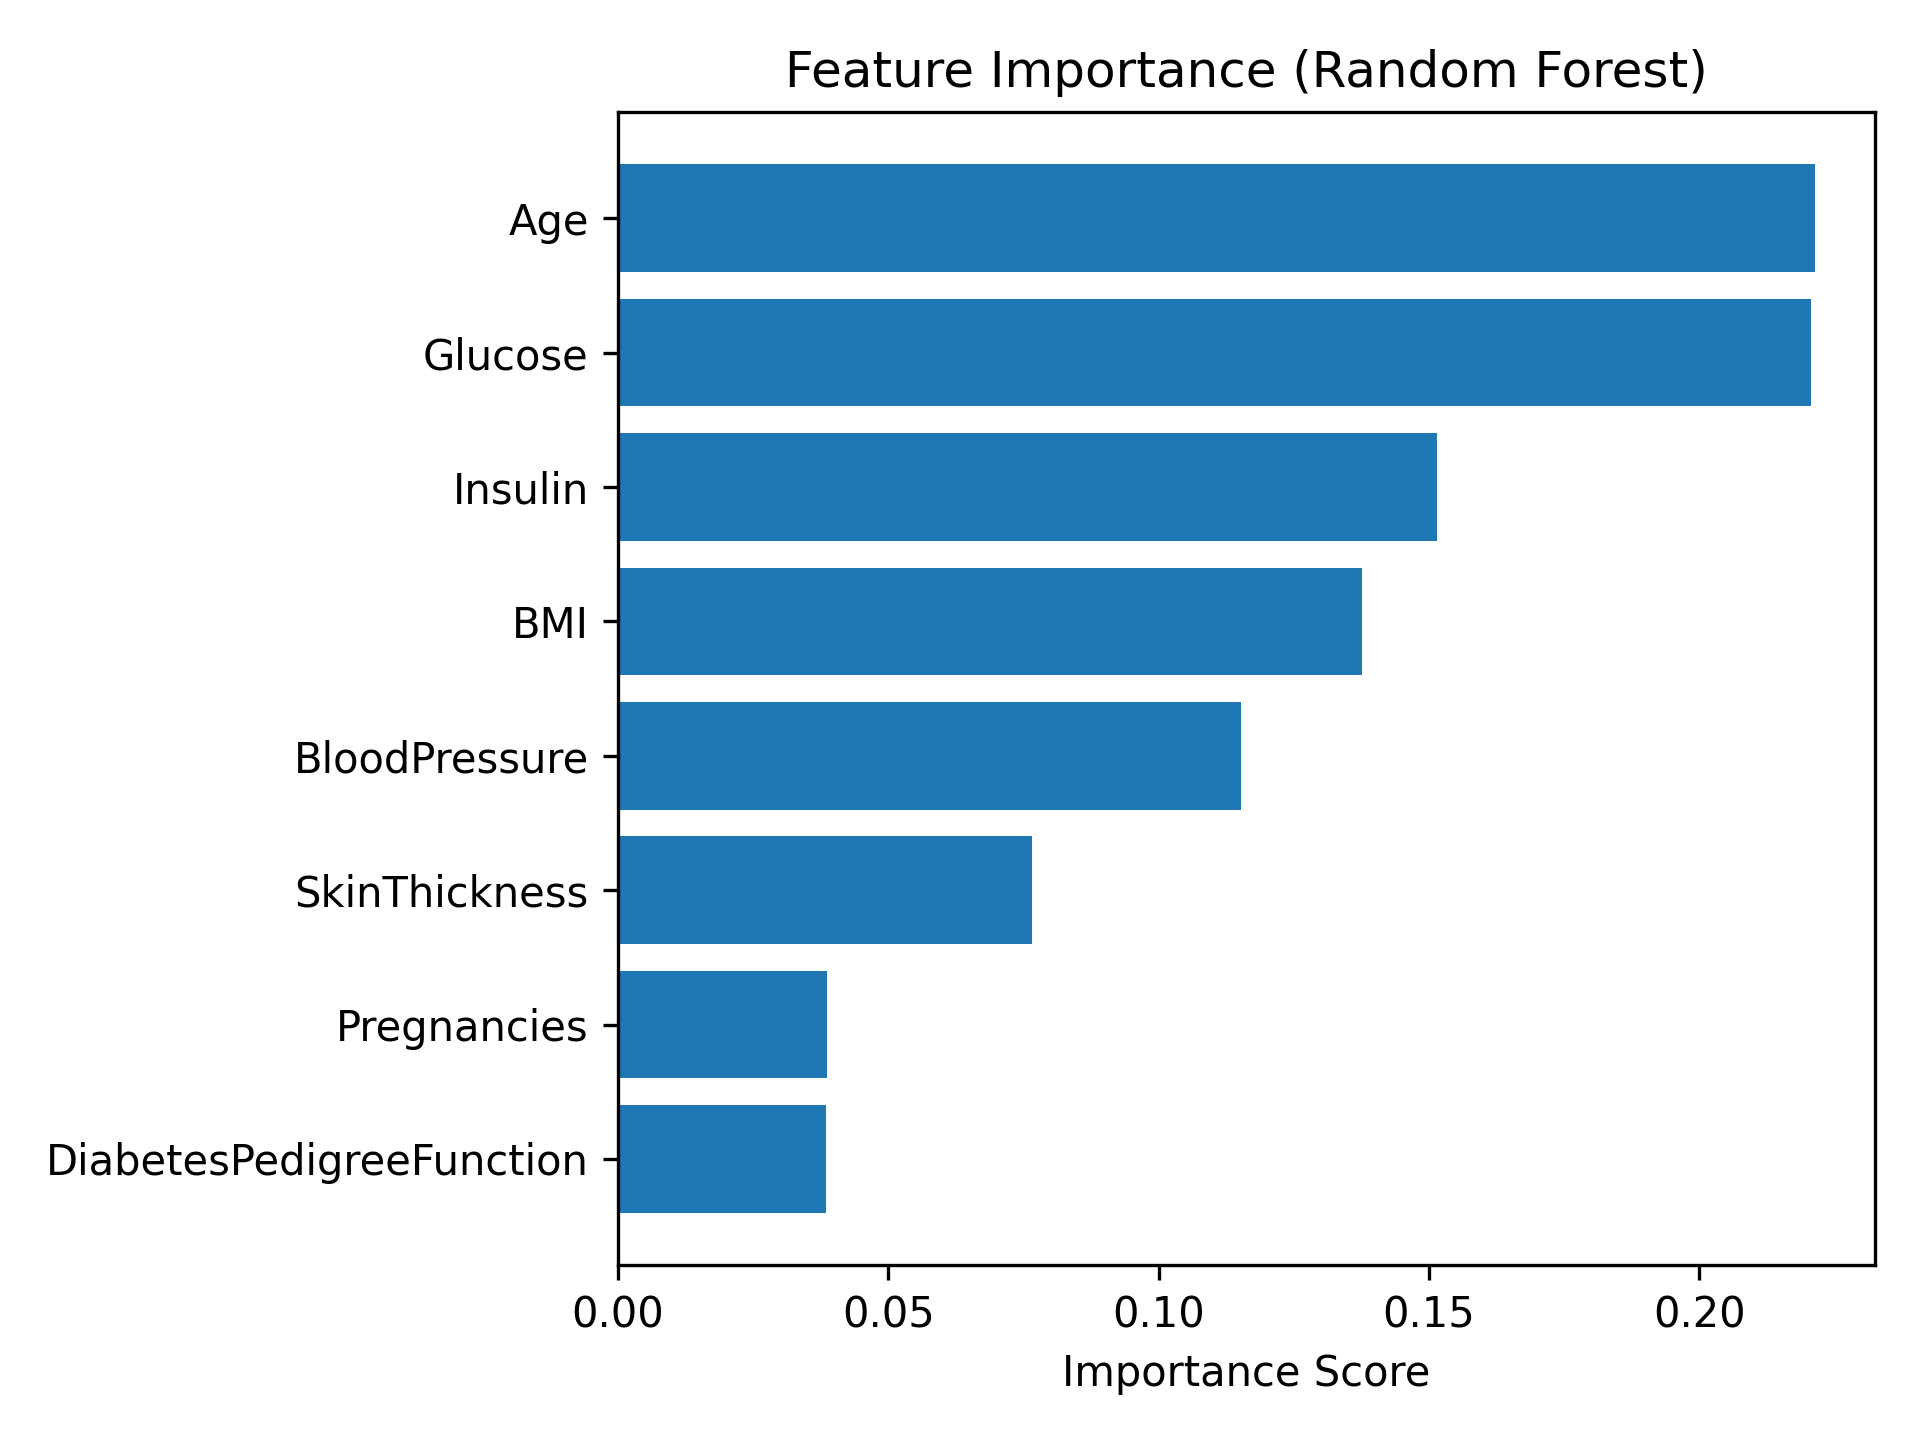 Feature Importance (Random Forest)
Age
Glucose
Insulin
BMI
BloodPressure
SkinThickness
Pregnancies
DiabetesPedigreeFunction
0.00 0.05 0.10 0.15 0.20
Importance Score